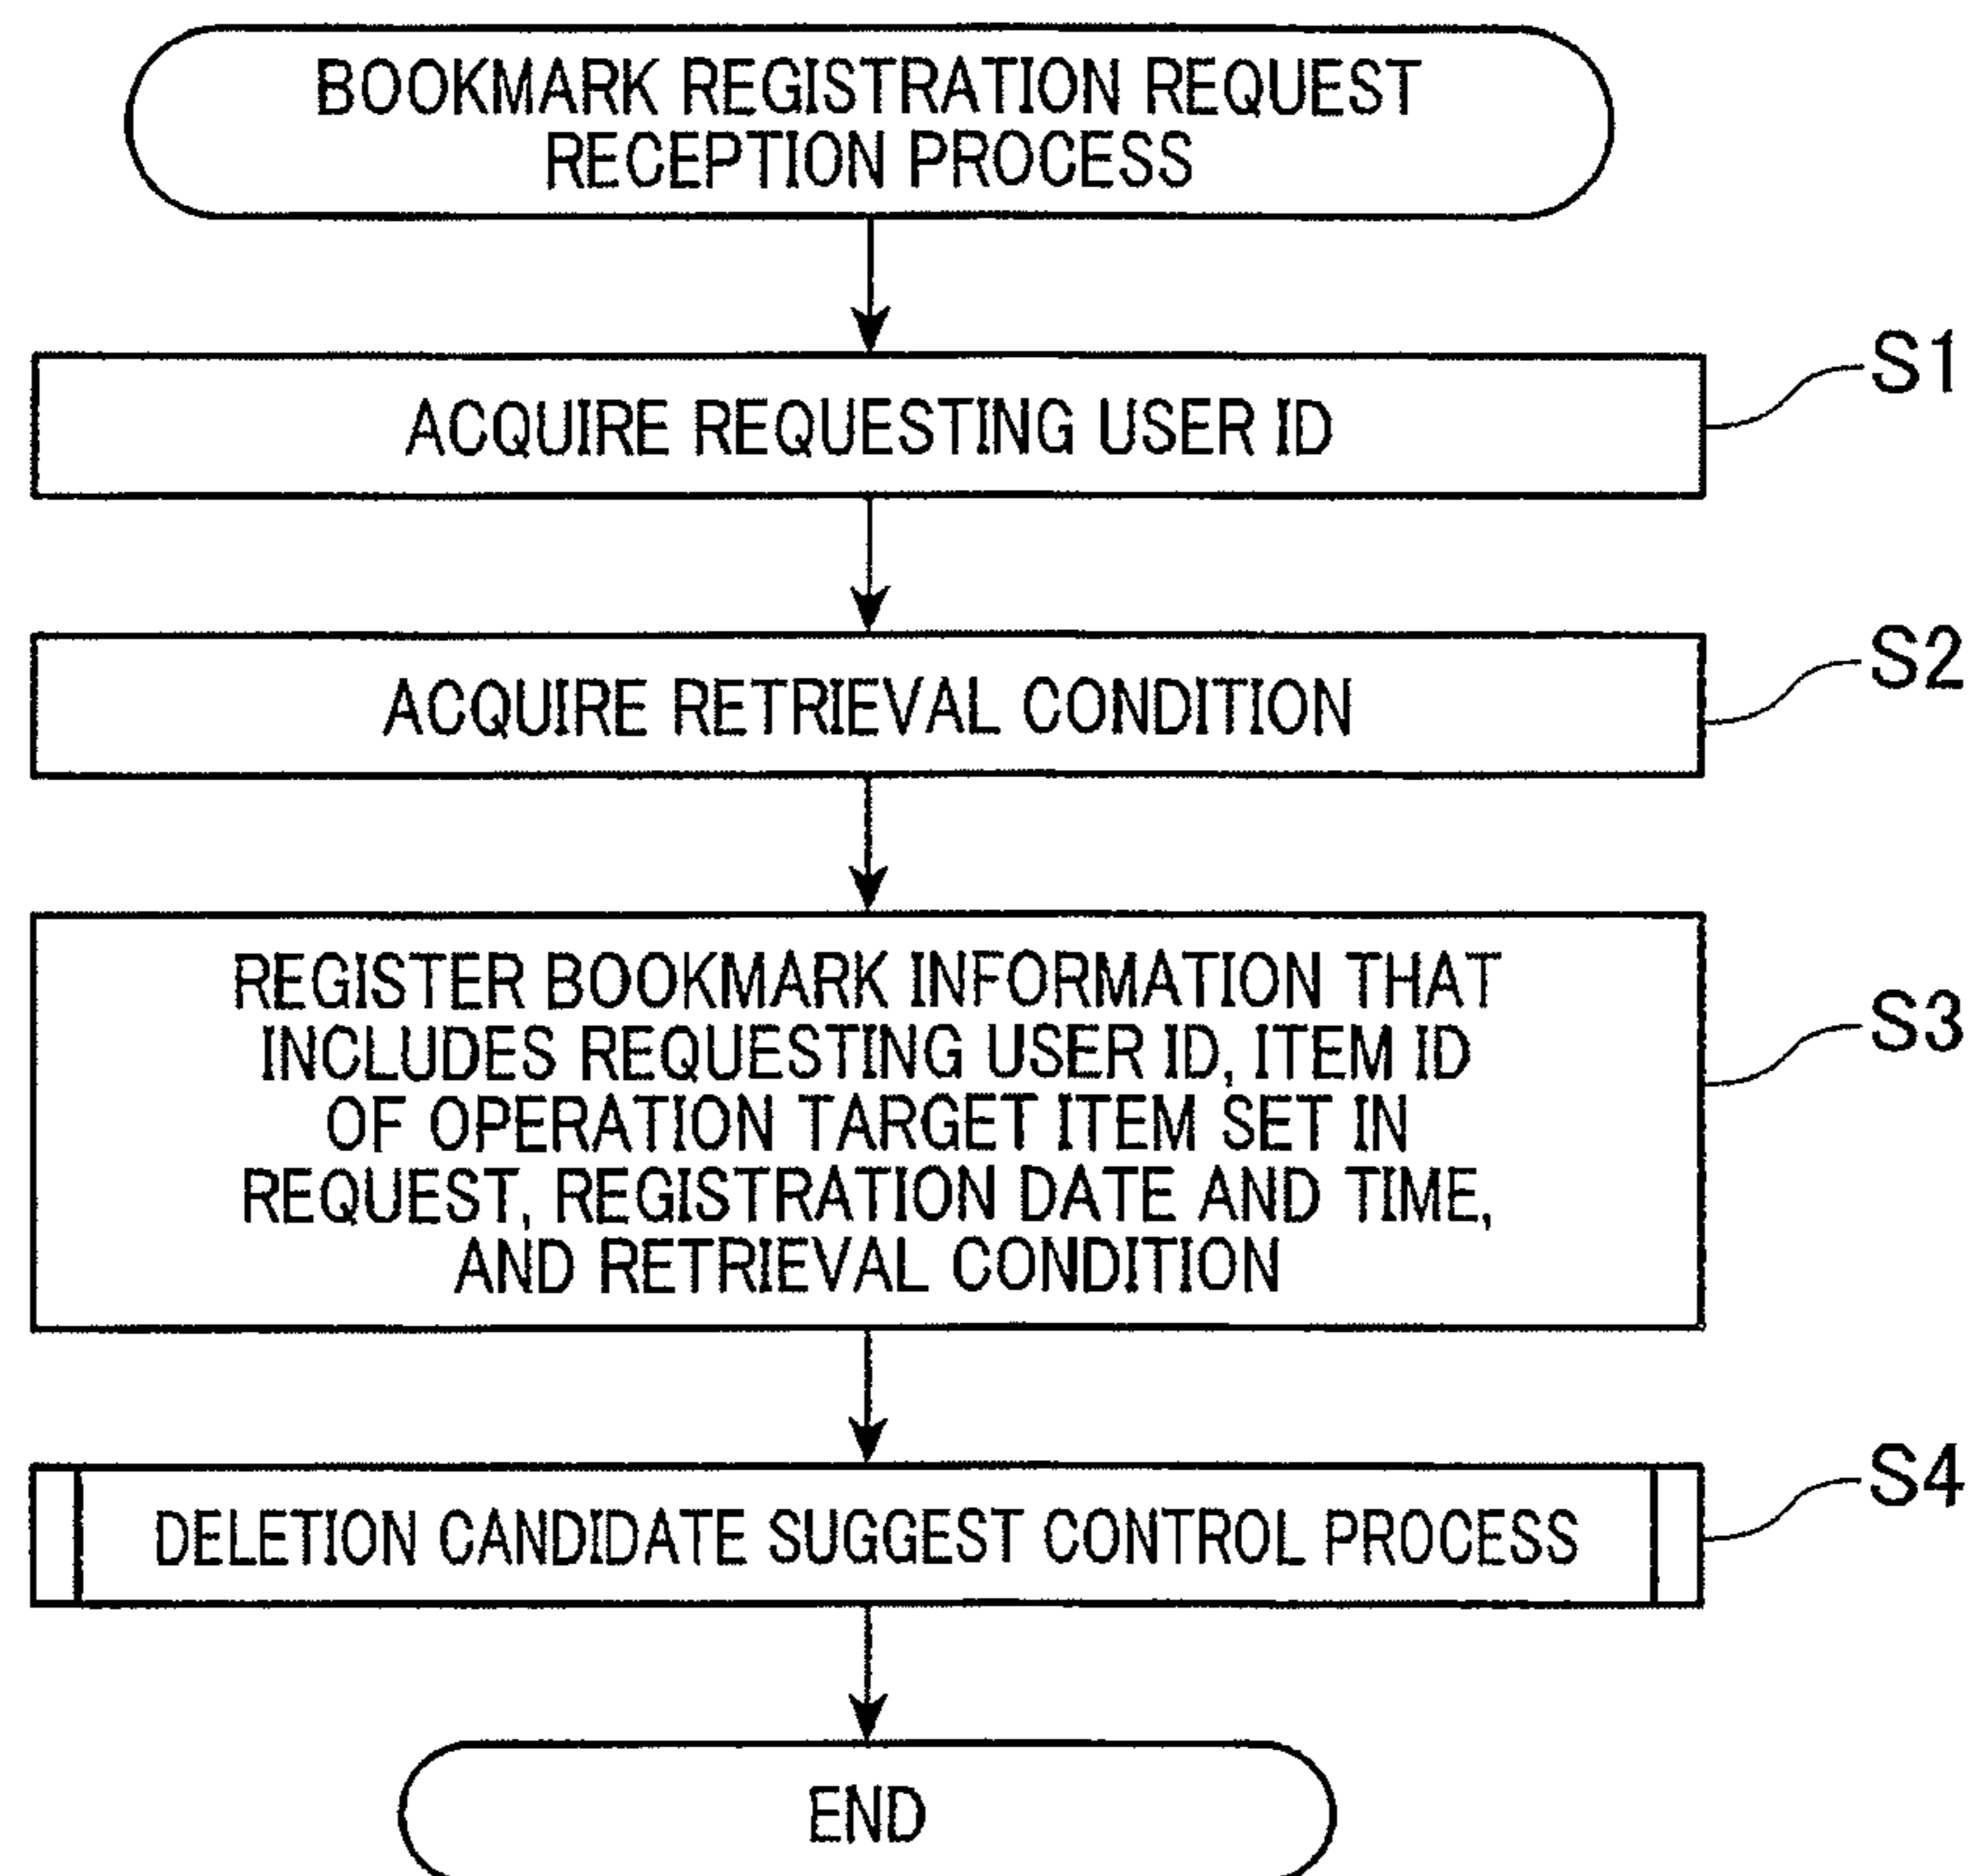 BOOKMARK REGISTRATION REQUEST
RECEPTION PROCESS
ACQUIRE REQUESTING USER ID
S1
ACQUIRE RETRIEVAL CONDITION
S2
REGISTER BOOKMARK INFORMATION THAT
INCLUDES REQUESTING USER ID, ITEM ID
OF OPERATION TARGET ITEM SET IN
REQUEST, REGISTRATION DATE AND TIME,
AND RETRIEVAL CONDITION
S3
DELETION CANDIDATE SUGGEST CONTROL PROCESS
S4
END